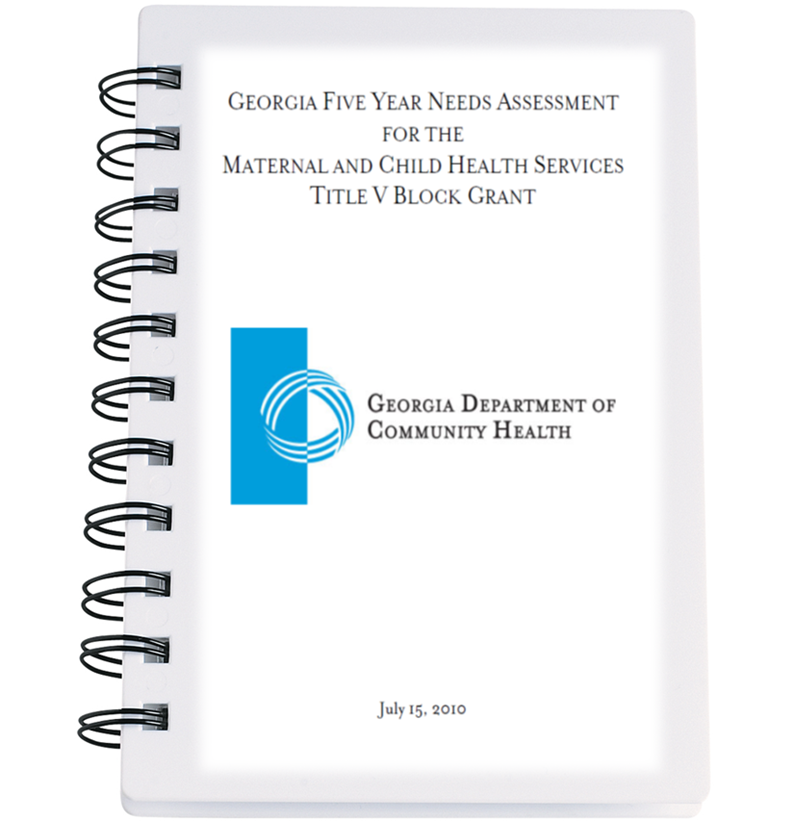 Georgia Five Year Needs Assessment
for the
Maternal and Child Health Services
Title V Block Grant
Georgia Department of
Community Health
July 15, 2010